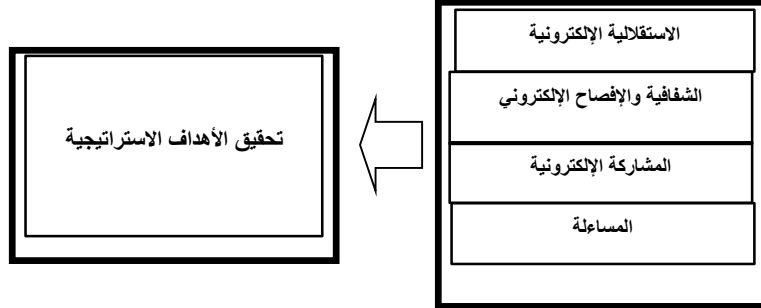 الاستقلالية الإلكترونية
الشفافية والإفصاح الإلكتروني
المشاركة الإلكترونية
المساءلة
تحقيق الأهداف الاستراتيجية